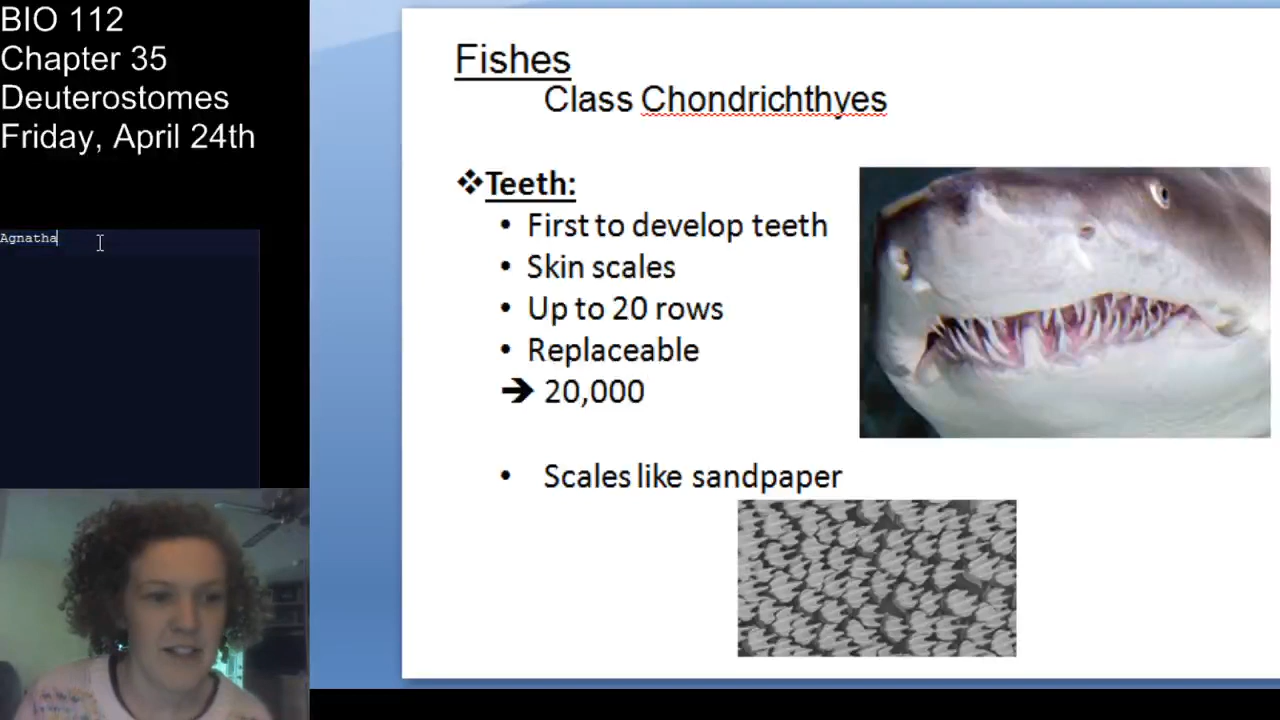 BIO 112
Chapter 35
Deuterostomes
Friday, April 24th
Agnatha
Fishes
Class Chondrichthyes
❖Teeth:
• First to develop teeth
• Skin scales
• Up to 20 rows
• Replaceable
➔ 20,000
• Scales like sandpaper